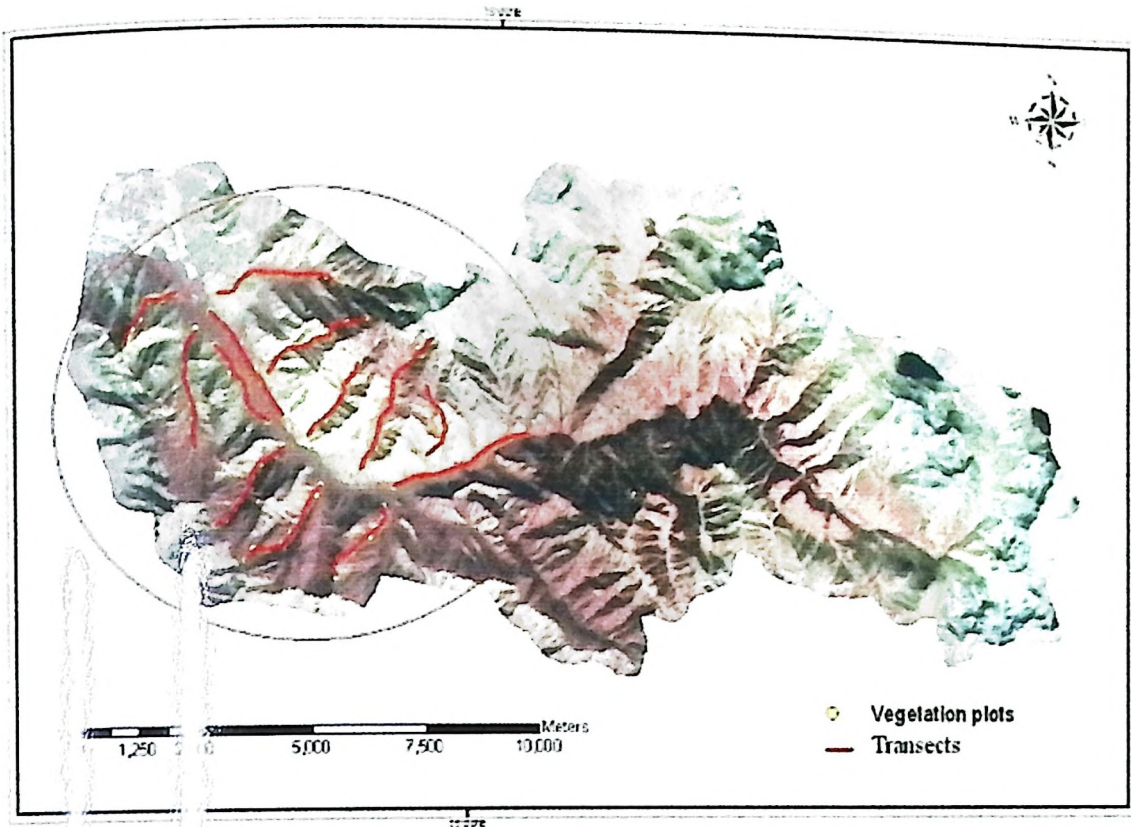 W
Meters
1,250
5,000
7,500
10,000
Vegetation plots
Transects